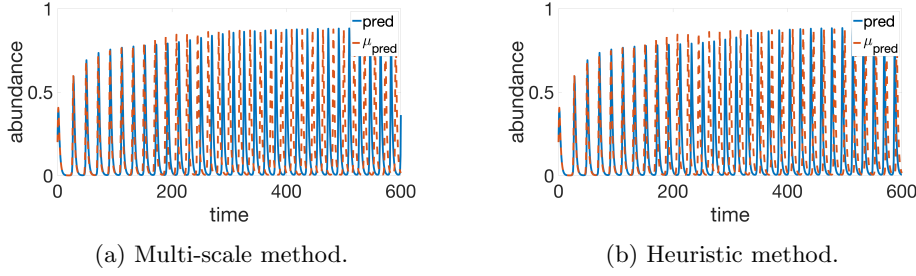 1
0.5
0
abundance
pred
μpred
0
200
400
600
time
(a) Multi-scale method.
1
0.5
0
abundance
pred
μpred
0
200
400
600
time
(b) Heuristic method.